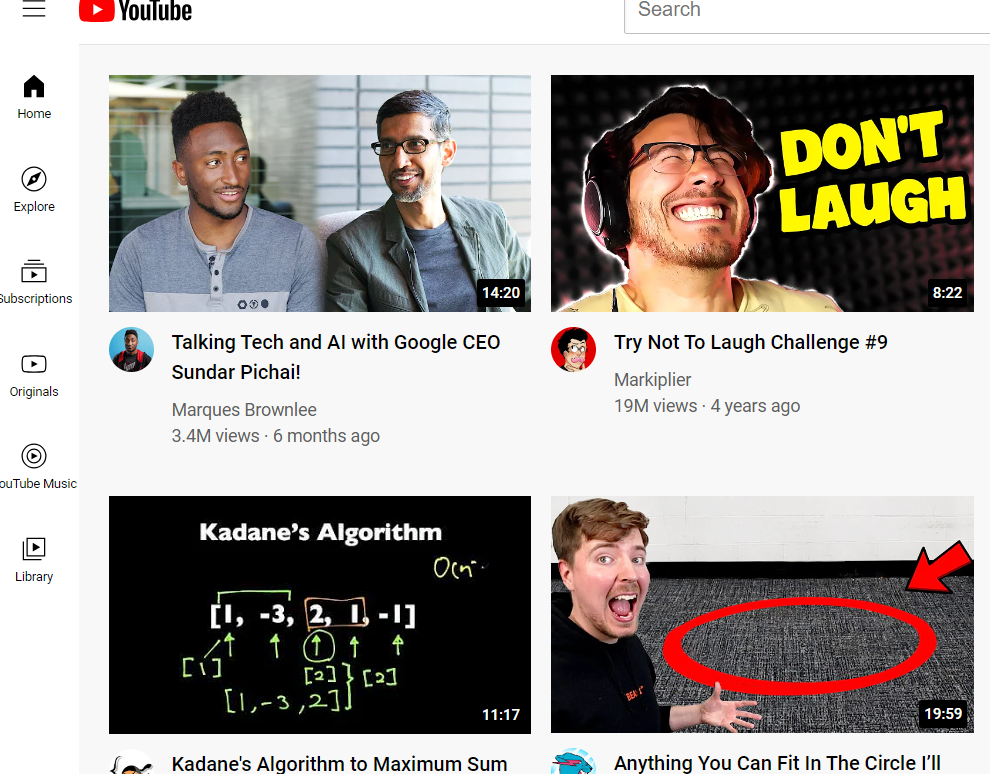 YouTube
Search
Home
Explore
Subscriptions
Originals
YouTube Music
Library
DON'T
LAUGH
14:20
8:22
Talking Tech and AI with Google CEO
Sundar Pichai!
Marques Brownlee
3.4M views · 6 months ago
Try Not To Laugh Challenge #9
Markiplier
19M views · 4 years ago
Kadane's Algorithm
[1, -3, 2, 1, -1]
[1]
[2]
[2]
[1,-3,2]
11:17
19:59
Kadane's Algorithm to Maximum Sum
Anything You Can Fit In The Circle I'll